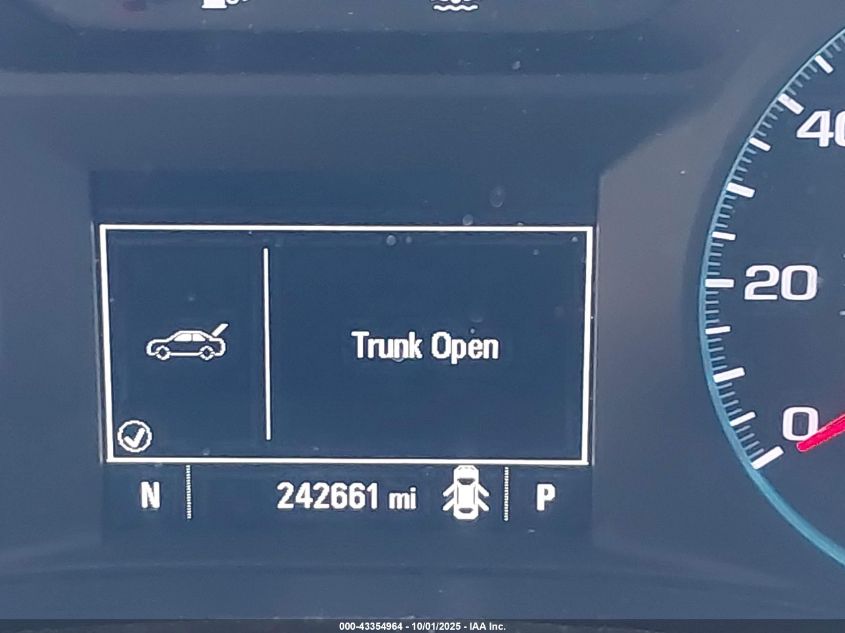 40
20
Trunk Open
0
N 242661 mi P
000-43354964 - 10/01/2025 - IAA Inc.